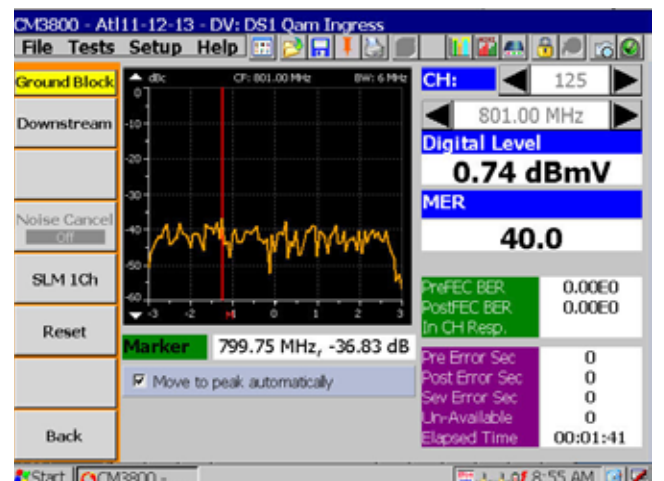 CM3800 - Atl11-12-13 - DV: DS1 Qam Ingress
File Tests Setup Help
Ground Block
Downstream
Noise Cancel
Off
SLM 1Ch
Reset
Back
dBc CF: 801.00 MHz BW: 6 MHz
0
-10
-20
-30
-40
-50
-60
-3 -2 M 0 1 2 3
Marker 799.75 MHz, -36.83 dB
Move to peak automatically
CH: 125
801.00 MHz
Digital Level
0.74 dBmV
MER
40.0
PreFEC BER 0.00E0
PostFEC BER 0.00E0
In CH Resp.
Pre Error Sec 0
Post Error Sec 0
Sev Error Sec 0
Un-Available 0
Elapsed Time 00:01:41
Start CM3800 - 8:55 AM